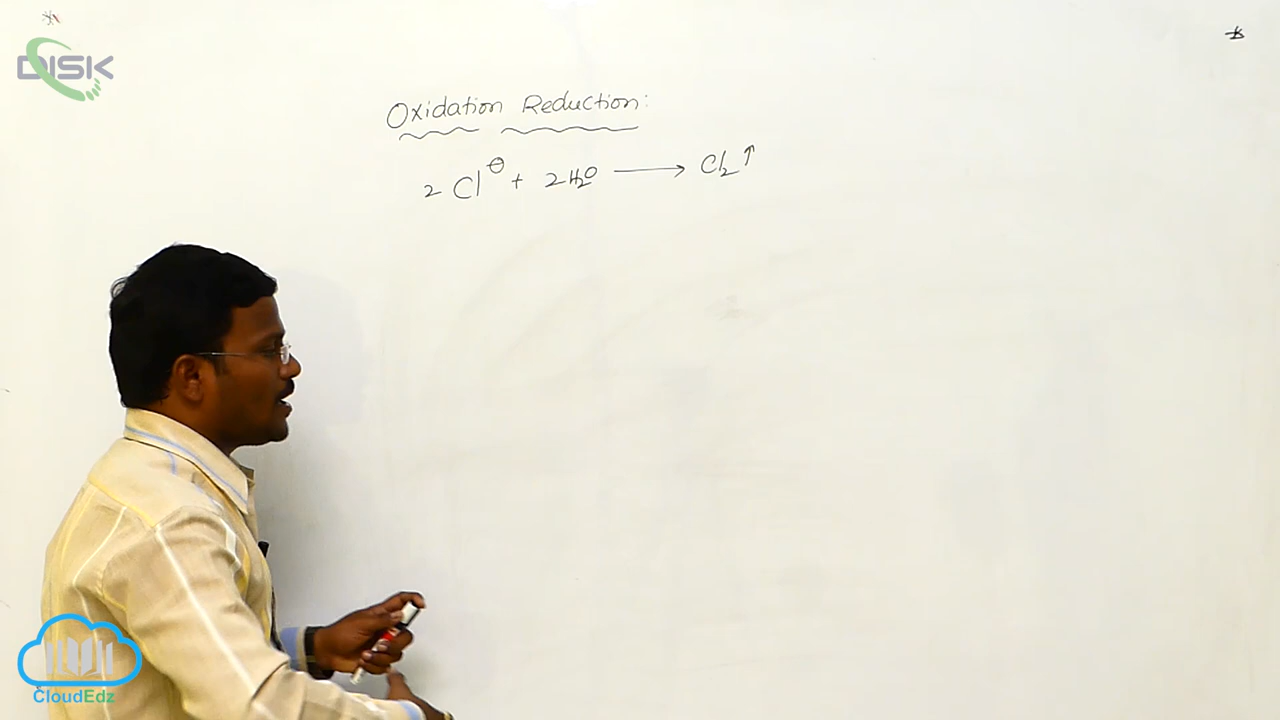 DISK
Oxidation Reduction:
2 Cl⊖ + 2H₂O ⟶ Cl₂↑
CloudEdz